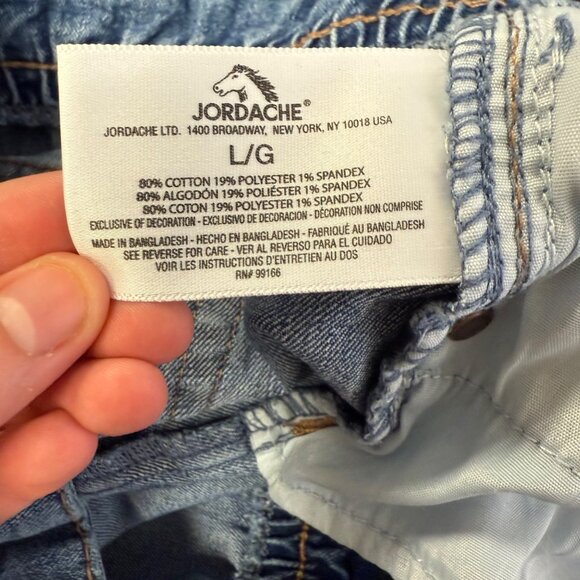 JORDACHE®
JORDACHE LTD. 1400 BROADWAY, NEW YORK, NY 10018 USA
L/G
80% COTTON 19% POLYESTER 1% SPANDEX
80% ALGODÓN 19% POLIÉSTER 1% SPANDEX
80% COTON 19% POLYESTER 1% SPANDEX
EXCLUSIVE OF DECORATION - EXCLUSIVO DE DECORACION - DÉCORATION NON COMPRISE
MADE IN BANGLADESH - HECHO EN BANGLADESH - FABRIQUÉ AU BANGLADESH
SEE REVERSE FOR CARE - VER AL REVERSO PARA EL CUIDADO
VOIR LES INSTRUCTIONS D'ENTRETIEN AU DOS
RN# 99166